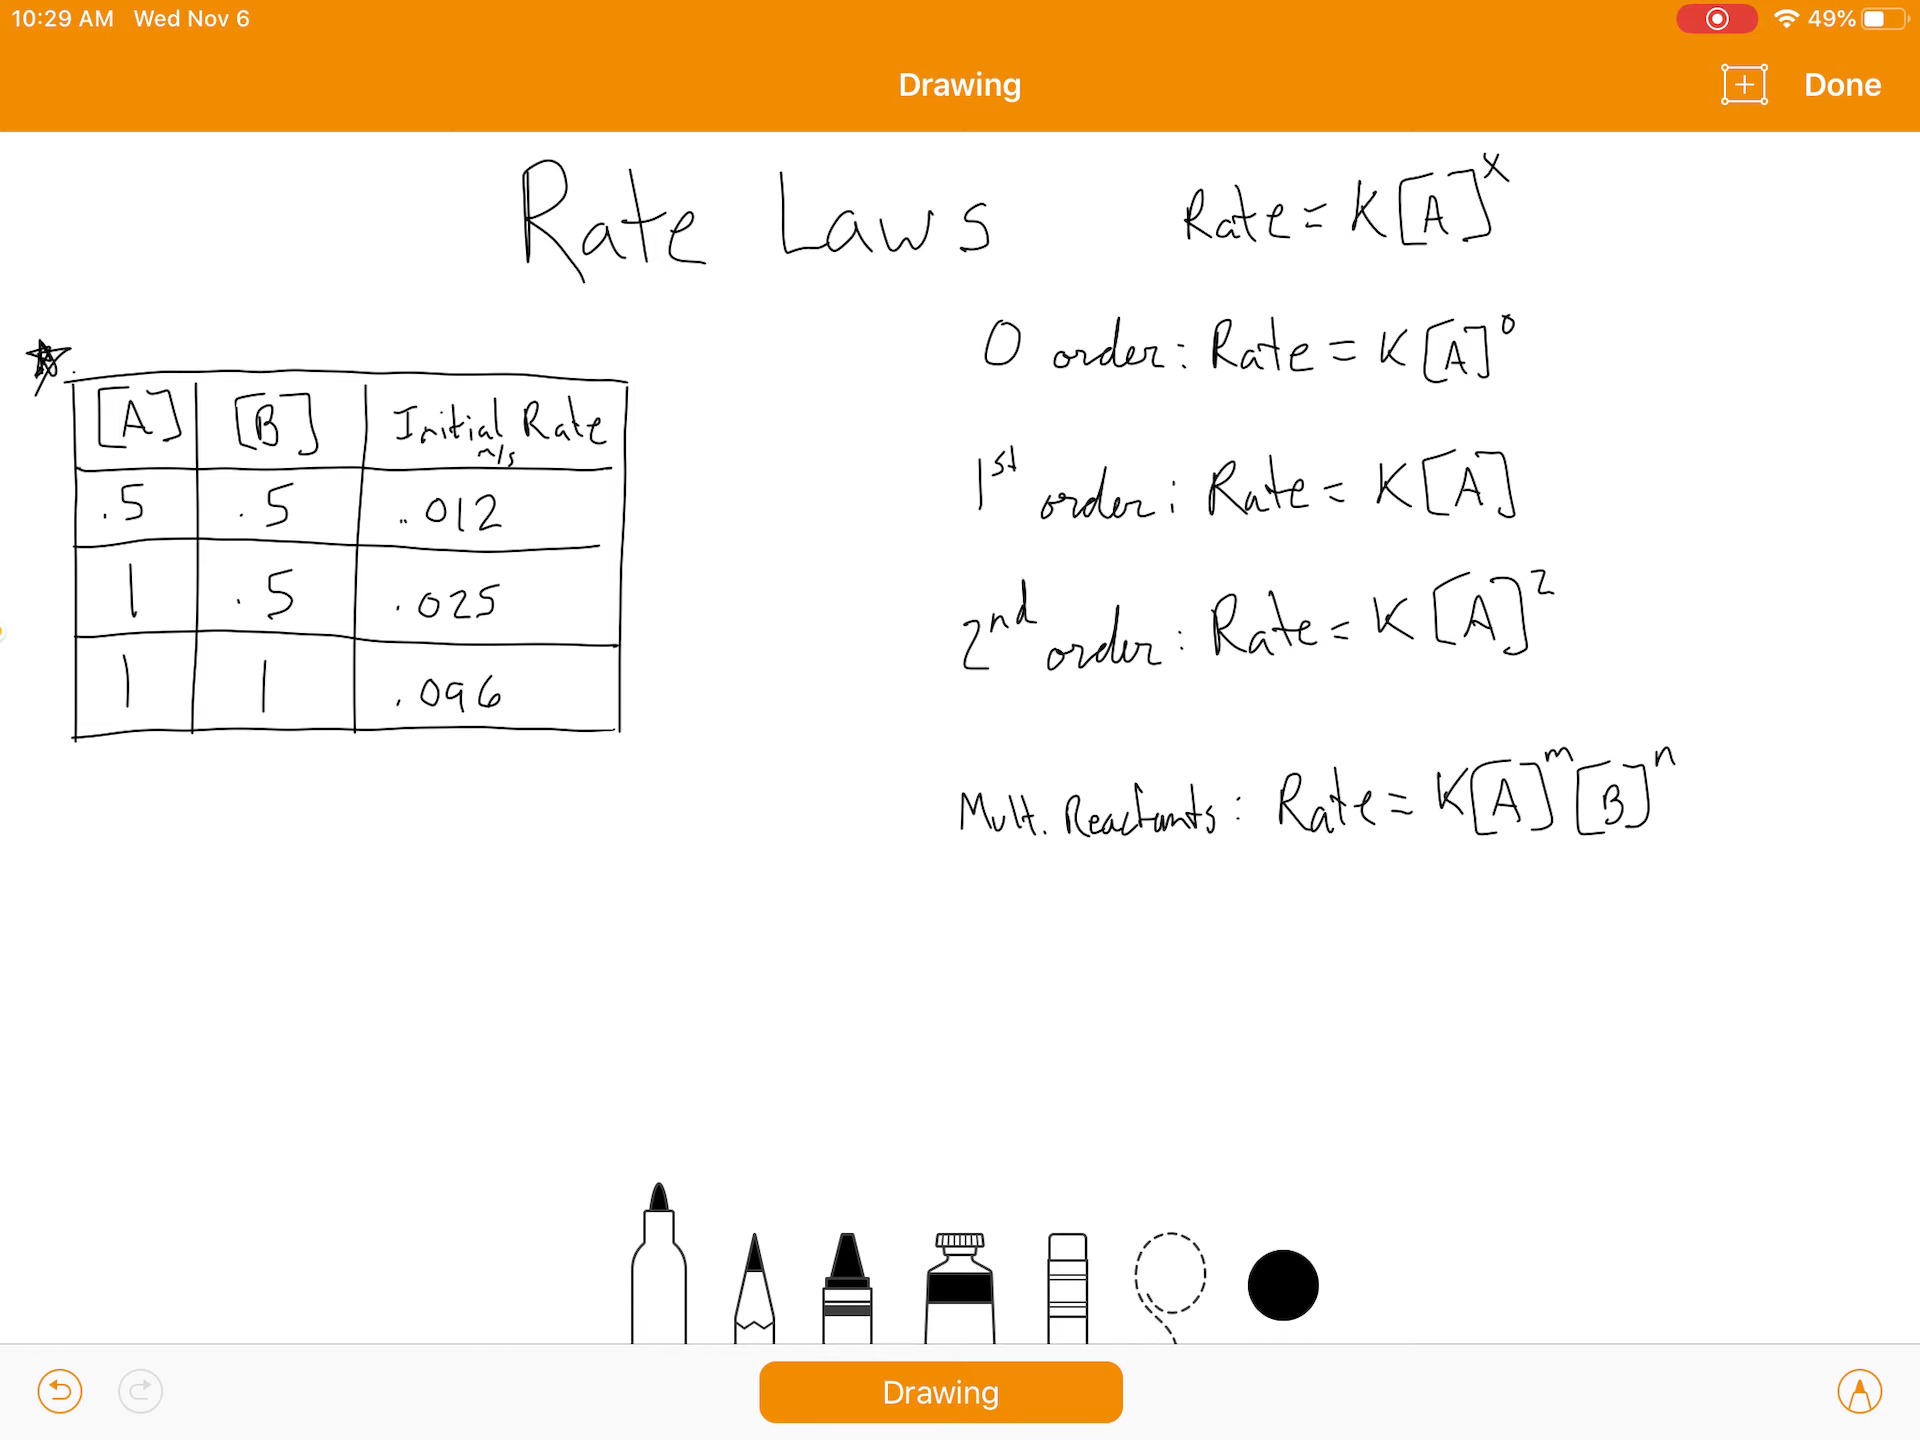 10:29 AM Wed Nov 6
49%
Drawing
Done
Rate Laws
Rate = K[A]^x
0 order: Rate = K[A]^0
1st order: Rate = K[A]
2nd order: Rate = K[A]^2
Mult. Reactants: Rate = K[A]^m [B]^n
[A] [B] Initial Rate
m/s
.5 .5 .012
1 .5 .025
1 1 .096
Drawing